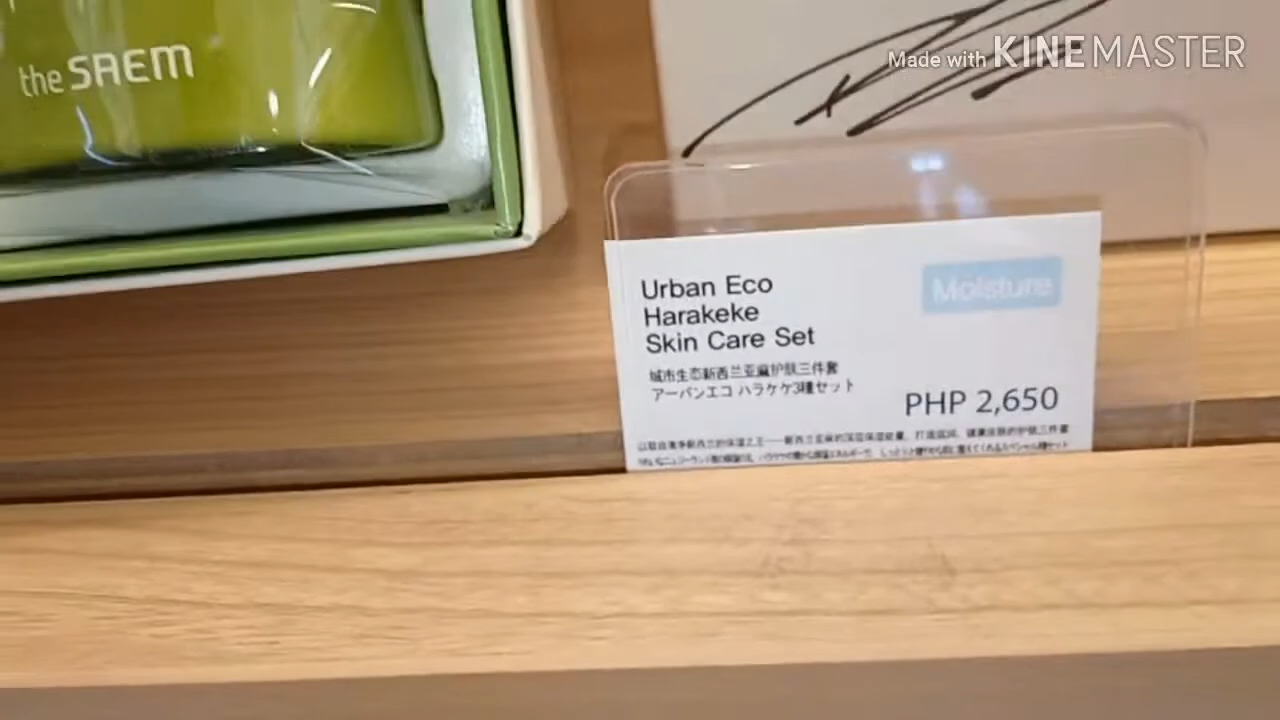 the SAEM
Made with KINEMASTER
Urban Eco
Harakeke
Skin Care Set
Moisture
城市生态新西兰亚麻护肤三件套
アーバンエコ ハラケケ3種セット
PHP 2,650